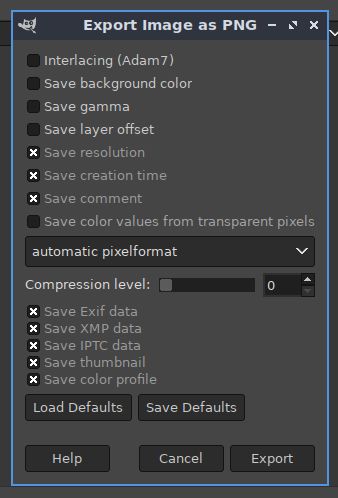 Export Image as PNG
Interlacing (Adam7)
Save background color
Save gamma
Save layer offset
Save resolution
Save creation time
Save comment
Save color values from transparent pixels
automatic pixelformat
Compression level: 0
Save Exif data
Save XMP data
Save IPTC data
Save thumbnail
Save color profile
Load Defaults Save Defaults
Help Cancel Export